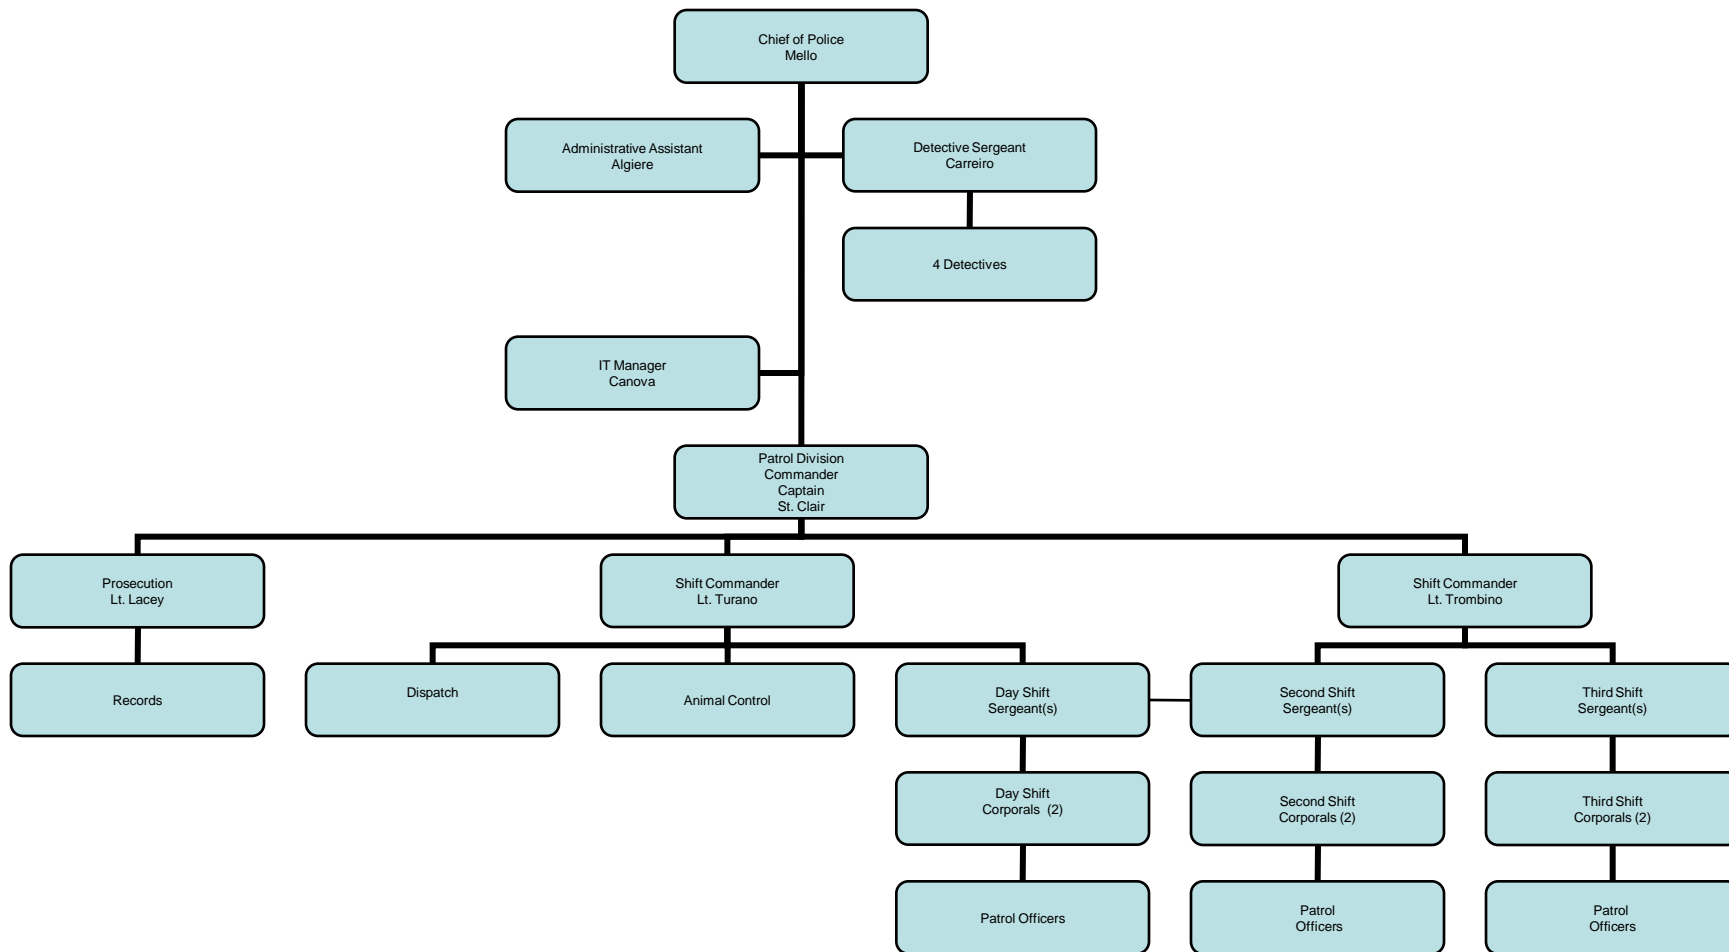 Chief of Police
Mello
Administrative Assistant
Algiere
Detective Sergeant
Carreiro
4 Detectives
IT Manager
Canova
Patrol Division
Commander
Captain
St. Clair
Prosecution
Lt. Lacey
Shift Commander
Lt. Turano
Shift Commander
Lt. Trombino
Records
Dispatch
Animal Control
Day Shift
Sergeant(s)
Second Shift
Sergeant(s)
Third Shift
Sergeant(s)
Day Shift
Corporals (2)
Second Shift
Corporals (2)
Third Shift
Corporals (2)
Patrol Officers
Patrol
Officers
Patrol
Officers